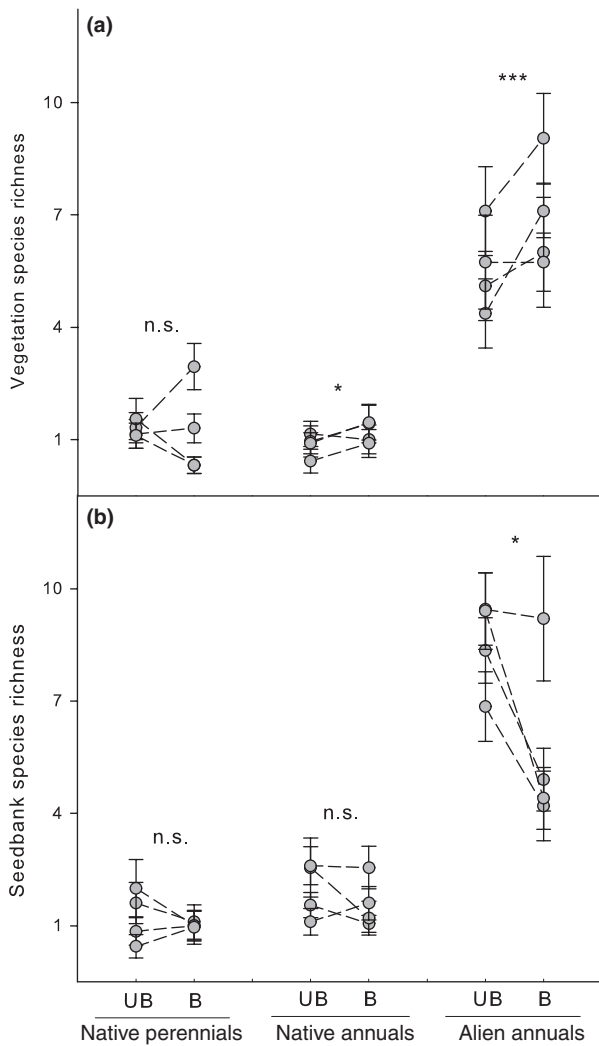 (a)
Vegetation species richness
10
7
4
1
n.s.
*
***
(b)
Seedbank species richness
10
7
4
1
n.s.
n.s.
*
UB B UB B UB B
Native perennials Native annuals Alien annuals